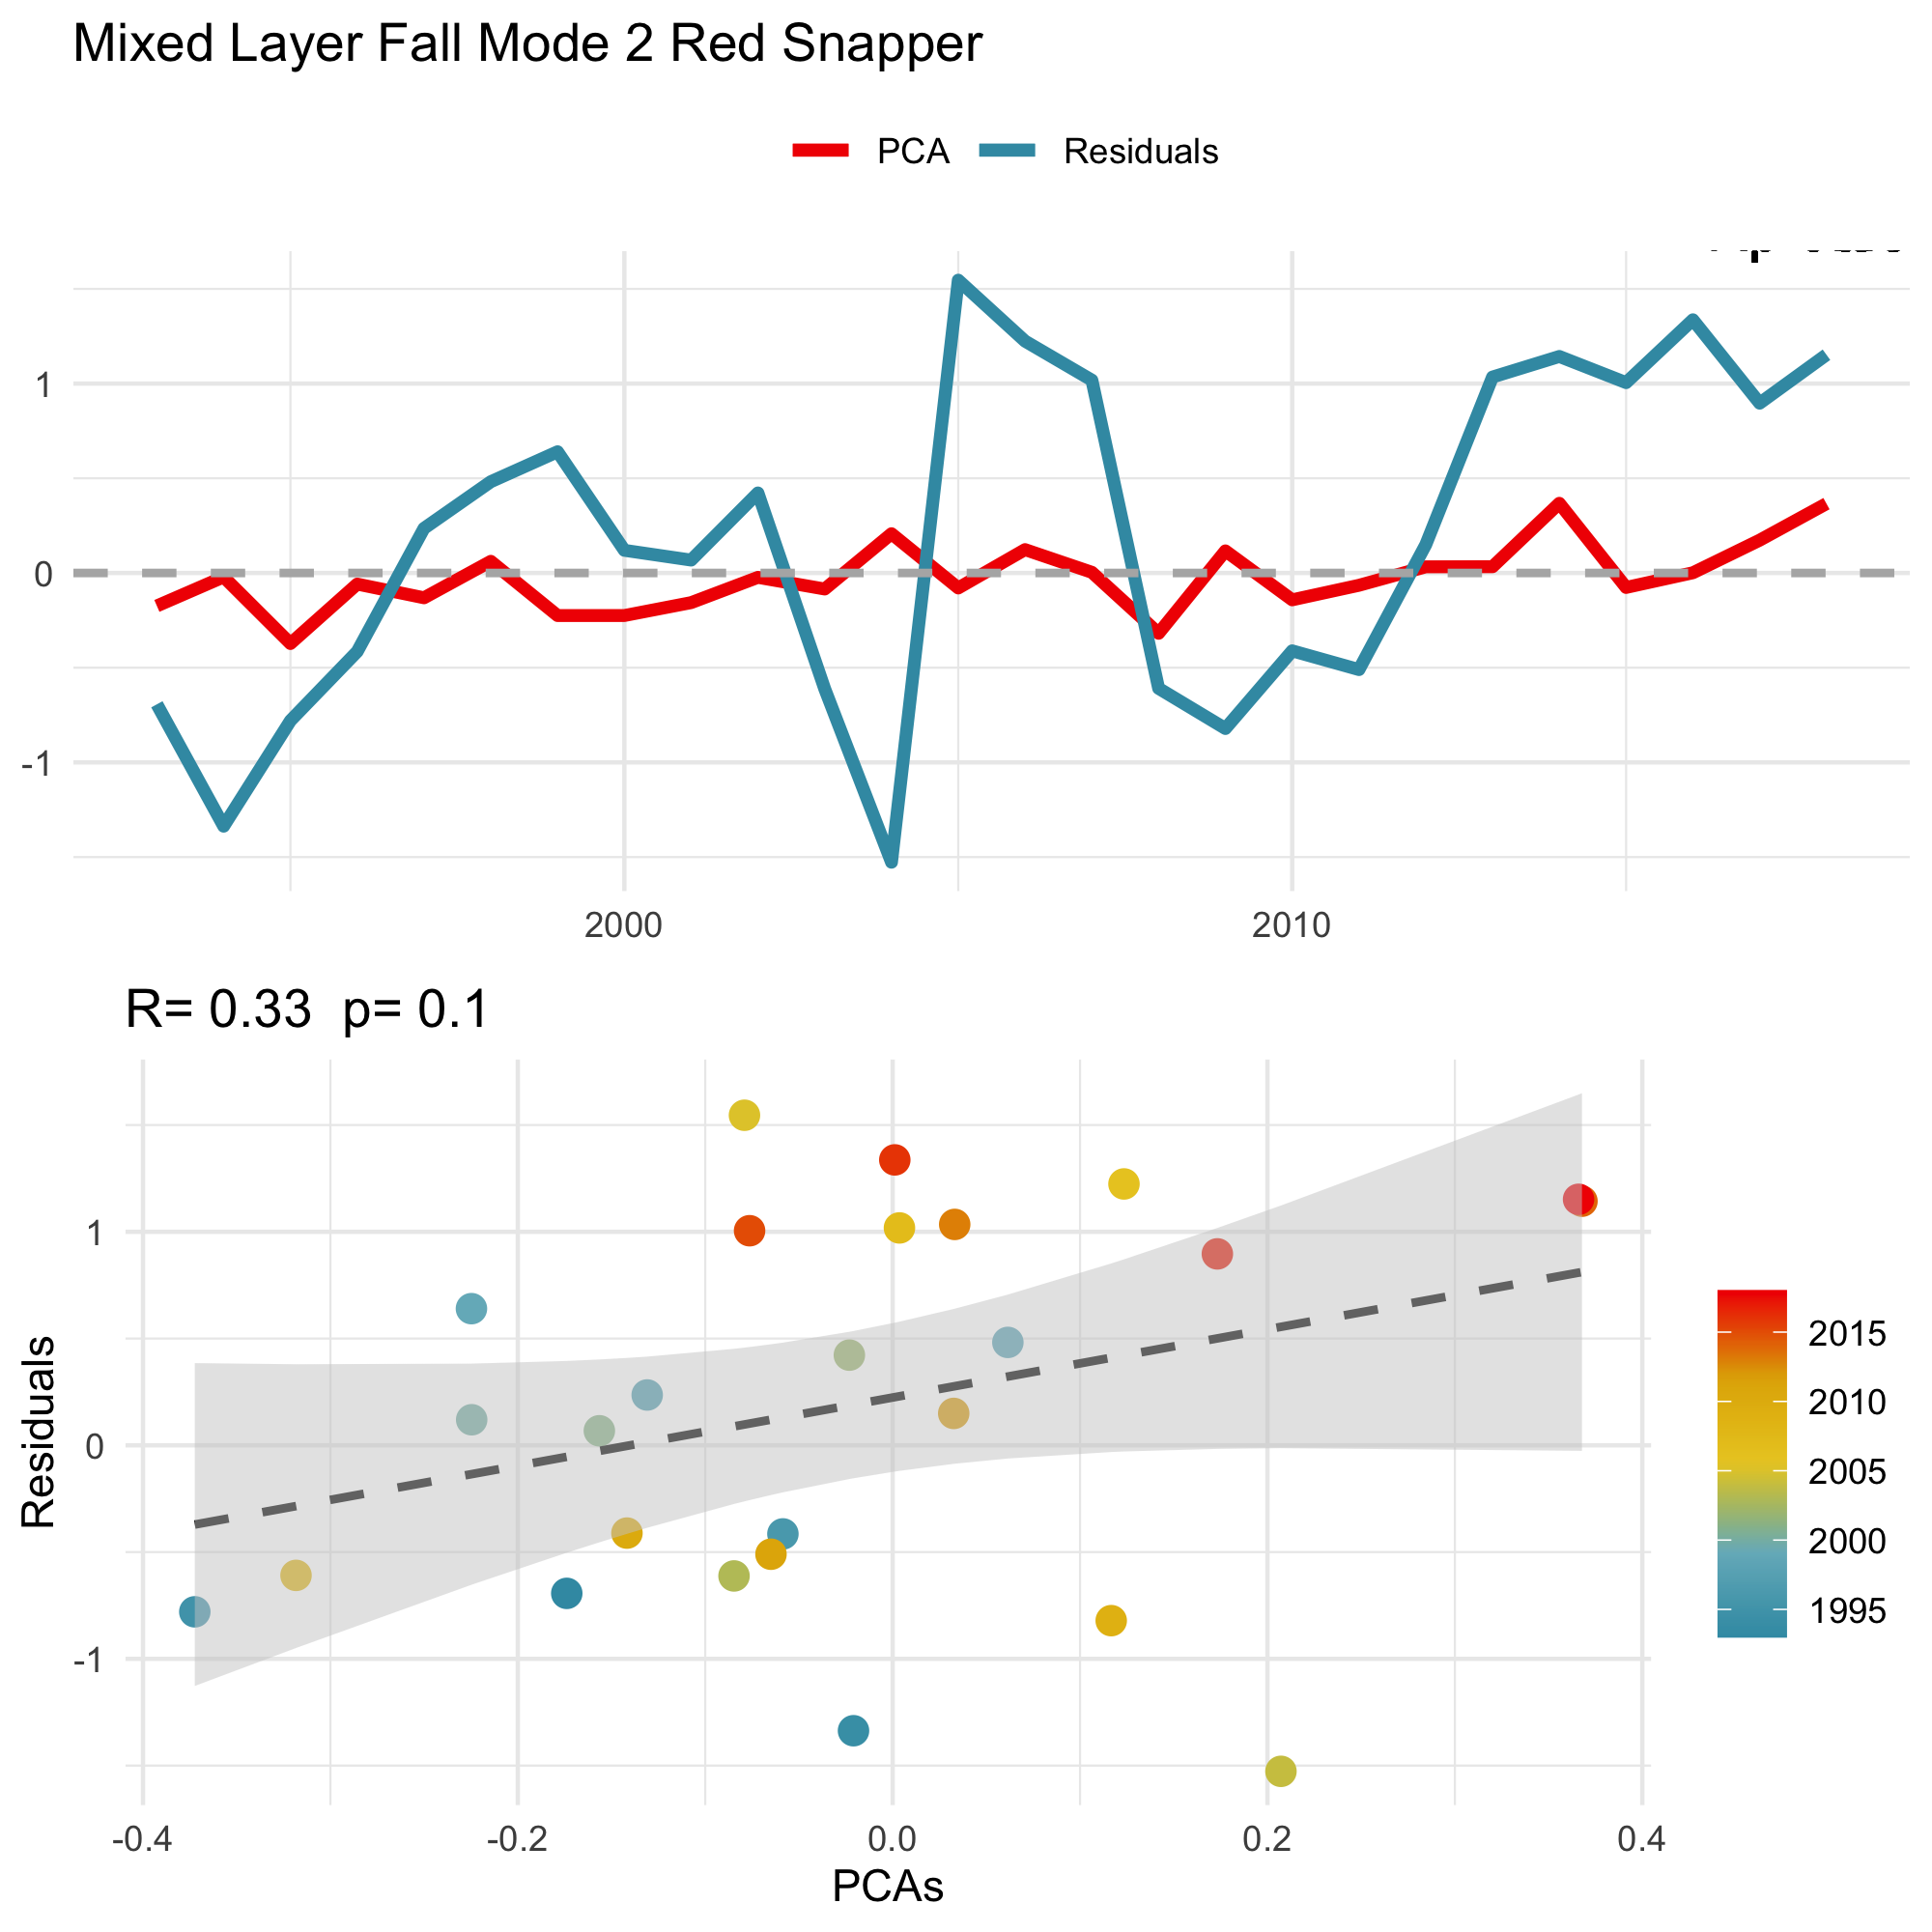 Mixed Layer Fall Mode 2 Red Snapper
PCA Residuals
1
0
-1
2000 2010
R= 0.33 p= 0.1
Residuals
1
0
-1
-0.4 -0.2 0.0 0.2 0.4
PCAs
2015
2010
2005
2000
1995